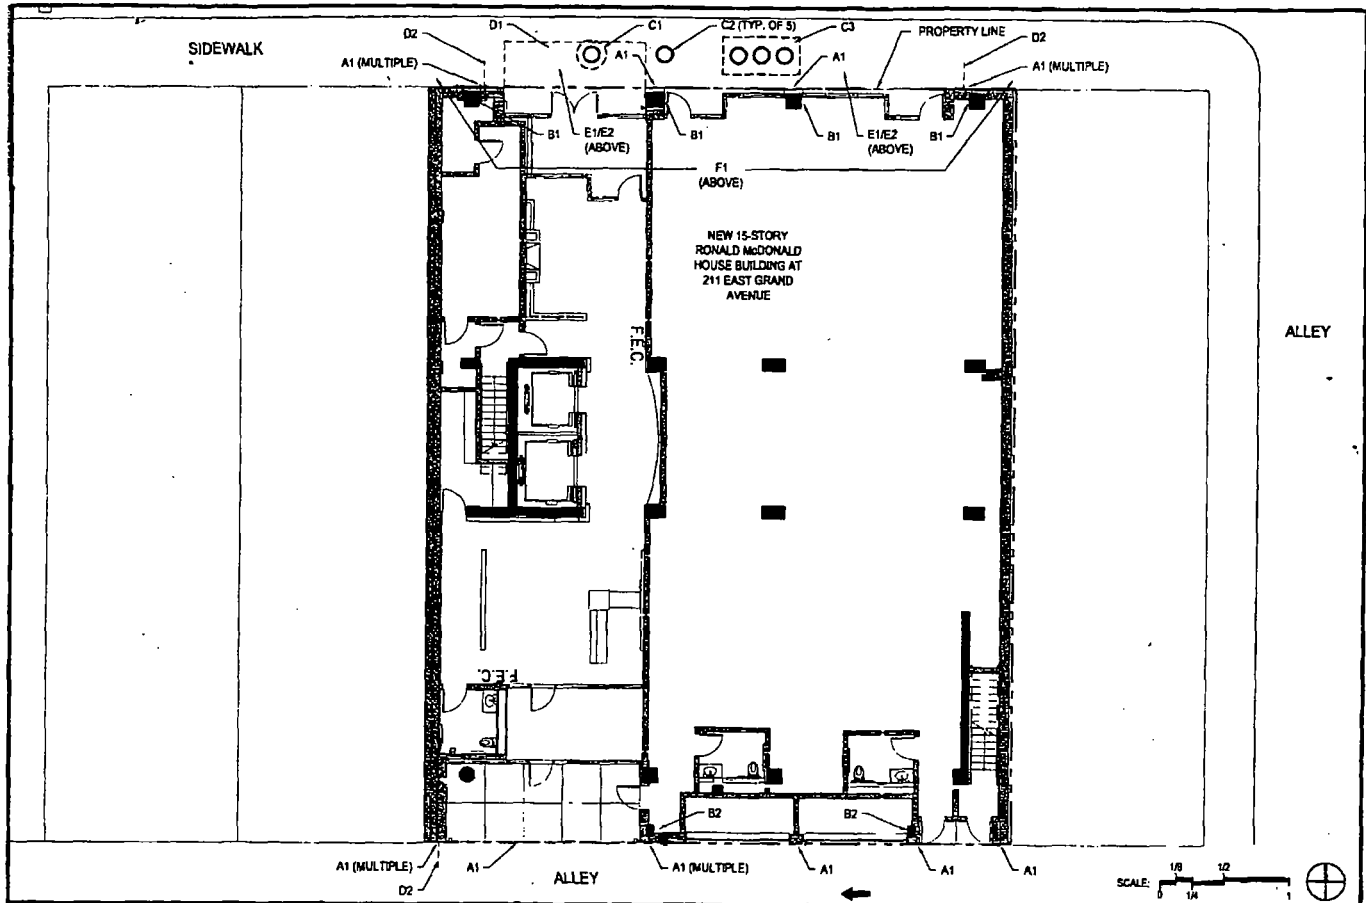 D1
C1
C2 (TYP. OF 5)
C3
D2
PROPERTY LINE
D2
SIDEWALK
A1
A1
A1 (MULTIPLE)
A1 (MULTIPLE)
B1
E1/E2
(ABOVE)
B1
B1
E1/E2
(ABOVE)
B1
F1
(ABOVE)
NEW 15-STORY
RONALD McDONALD
HOUSE BUILDING AT
211 EAST GRAND
AVENUE
F.E.C.
ALLEY
F.E.C.
B2
B2
A1 (MULTIPLE)
A1
A1 (MULTIPLE)
A1
A1
A1
D2
ALLEY
SCALE:
1/8
1/2
0
1/4
1